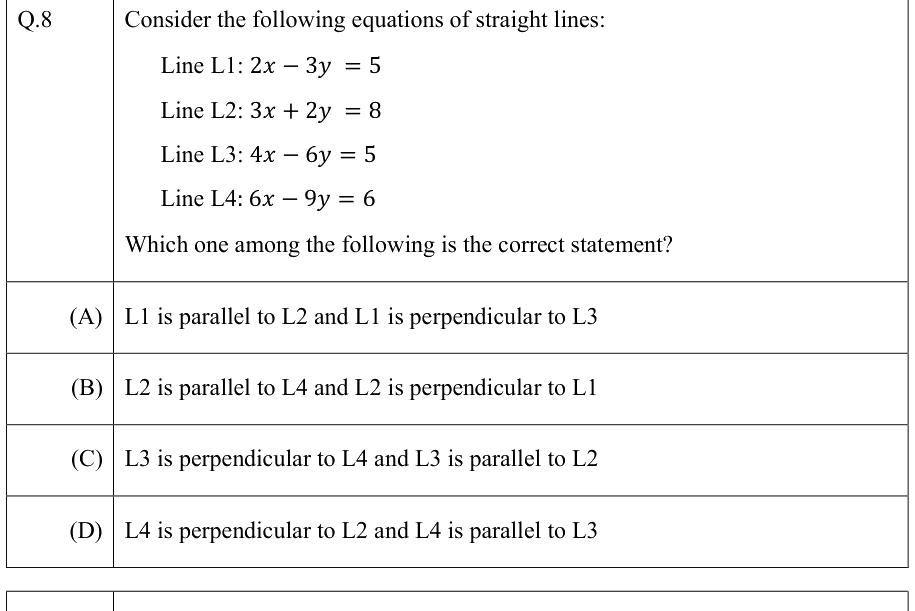 Q.8 Consider the following equations of straight lines:
Line L1: 2𝑥 − 3𝑦 = 5
Line L2: 3𝑥 + 2𝑦 = 8
Line L3: 4𝑥 − 6𝑦 = 5
Line L4: 6𝑥 − 9𝑦 = 6
Which one among the following is the correct statement?
(A) L1 is parallel to L2 and L1 is perpendicular to L3
(B) L2 is parallel to L4 and L2 is perpendicular to L1
(C) L3 is perpendicular to L4 and L3 is parallel to L2
(D) L4 is perpendicular to L2 and L4 is parallel to L3